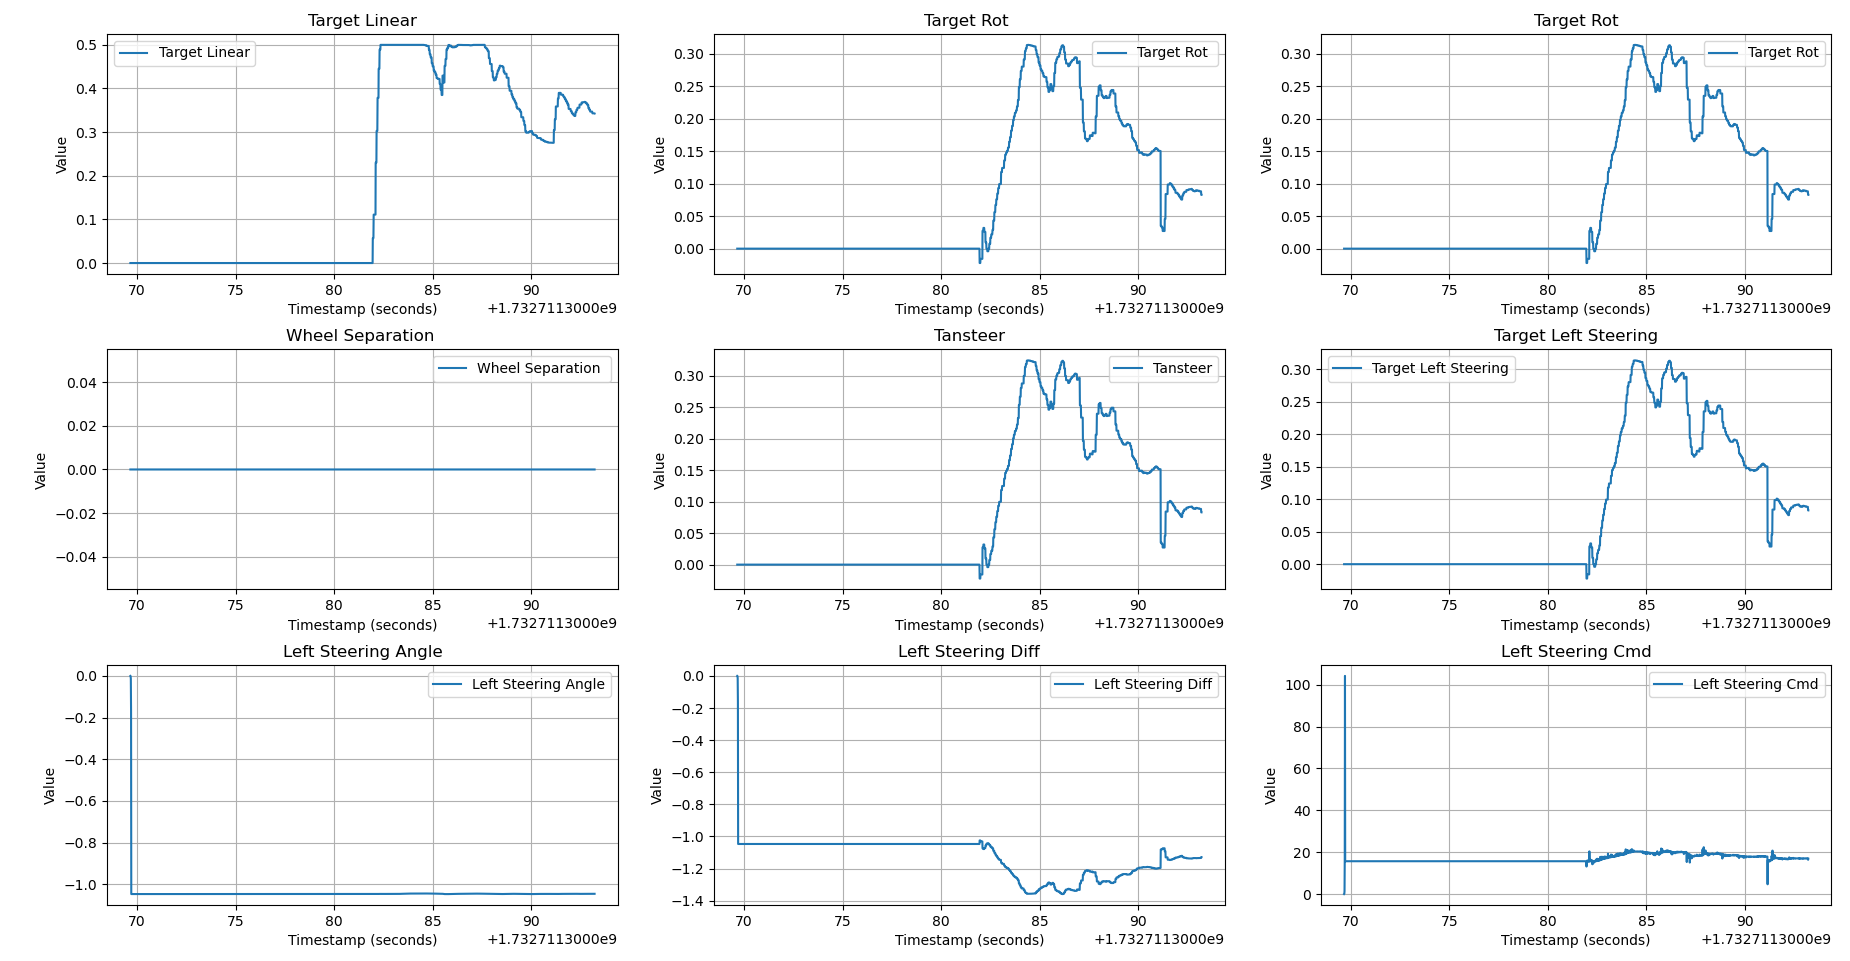 Target Linear
Target Linear
0.5
0.4
0.3
0.2
0.1
0.0
Value
70 75 80 85 90
Timestamp (seconds)
+1.7327113000e9
Target Rot
Target Rot
0.30
0.25
0.20
0.15
0.10
0.05
0.00
Value
70 75 80 85 90
Timestamp (seconds)
+1.7327113000e9
Target Rot
Target Rot
0.30
0.25
0.20
0.15
0.10
0.05
0.00
Value
70 75 80 85 90
Timestamp (seconds)
+1.7327113000e9
Wheel Separation
Wheel Separation
0.04
0.02
0.00
−0.02
−0.04
Value
70 75 80 85 90
Timestamp (seconds)
+1.7327113000e9
Tansteer
Tansteer
0.30
0.25
0.20
0.15
0.10
0.05
0.00
Value
70 75 80 85 90
Timestamp (seconds)
+1.7327113000e9
Target Left Steering
Target Left Steering
0.30
0.25
0.20
0.15
0.10
0.05
0.00
Value
70 75 80 85 90
Timestamp (seconds)
+1.7327113000e9
Left Steering Angle
Left Steering Angle
0.0
−0.2
−0.4
−0.6
−0.8
−1.0
Value
70 75 80 85 90
Timestamp (seconds)
+1.7327113000e9
Left Steering Diff
Left Steering Diff
0.0
−0.2
−0.4
−0.6
−0.8
−1.0
−1.2
−1.4
Value
70 75 80 85 90
Timestamp (seconds)
+1.7327113000e9
Left Steering Cmd
Left Steering Cmd
100
80
60
40
20
0
Value
70 75 80 85 90
Timestamp (seconds)
+1.7327113000e9